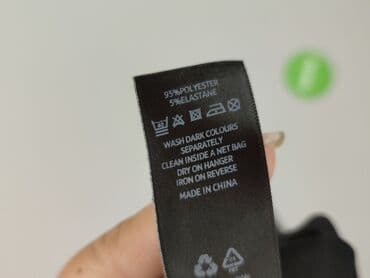 95%POLYESTER
5%ELASTANE
WASH DARK COLOURS
SEPARATELY
CLEAN INSIDE A NET BAG
DRY ON HANGER
IRON ON REVERSE
MADE IN CHINA